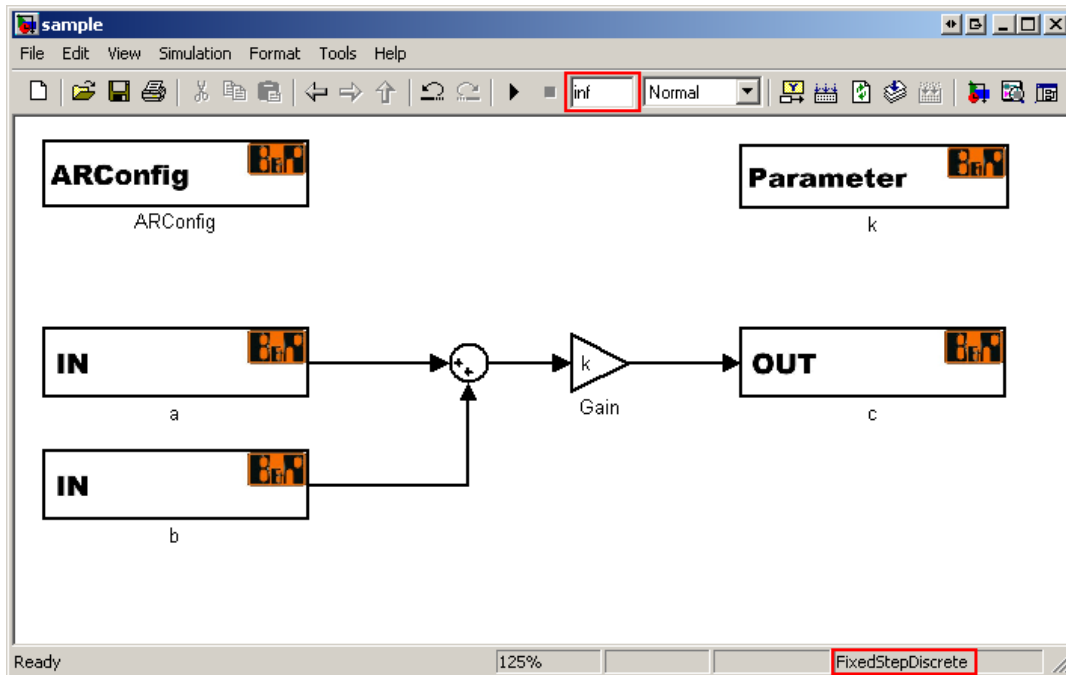 sample
File Edit View Simulation Format Tools Help
inf Normal
ARConfig B&R
ARConfig
Parameter B&R
k
IN B&R
a
k
Gain
OUT B&R
c
IN B&R
b
Ready 125% FixedStepDiscrete